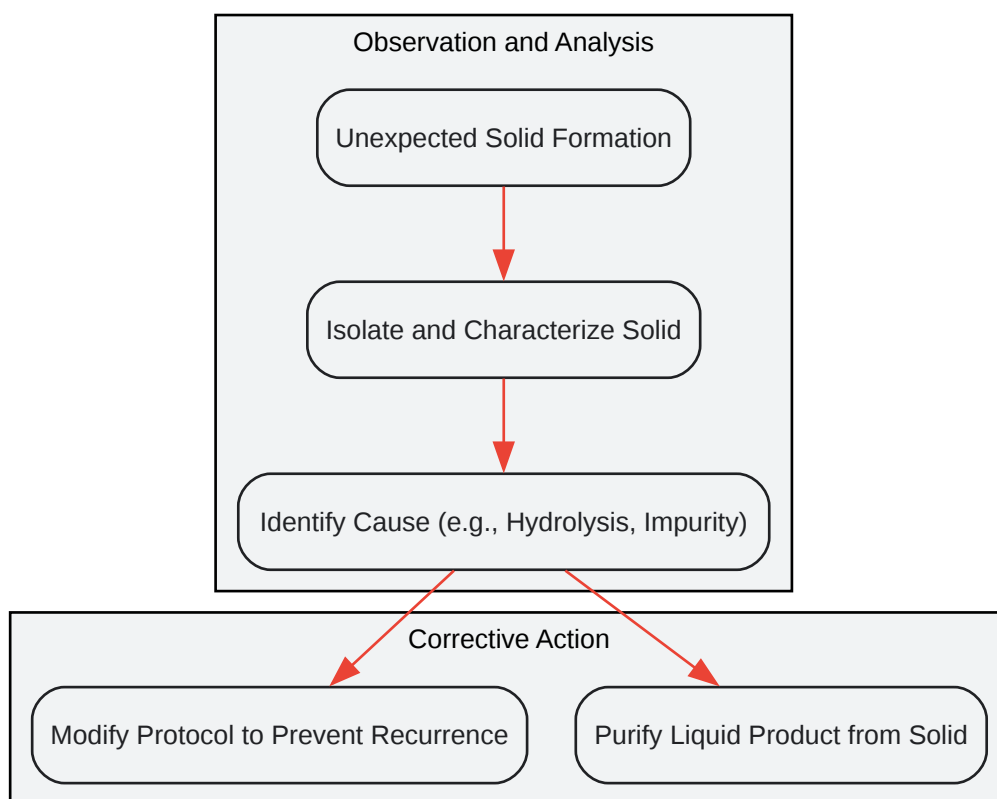 Observation and Analysis
Unexpected Solid Formation
Isolate and Characterize Solid
Identify Cause (e.g., Hydrolysis, Impurity)
Corrective Action
Modify Protocol to Prevent Recurrence
Purify Liquid Product from Solid